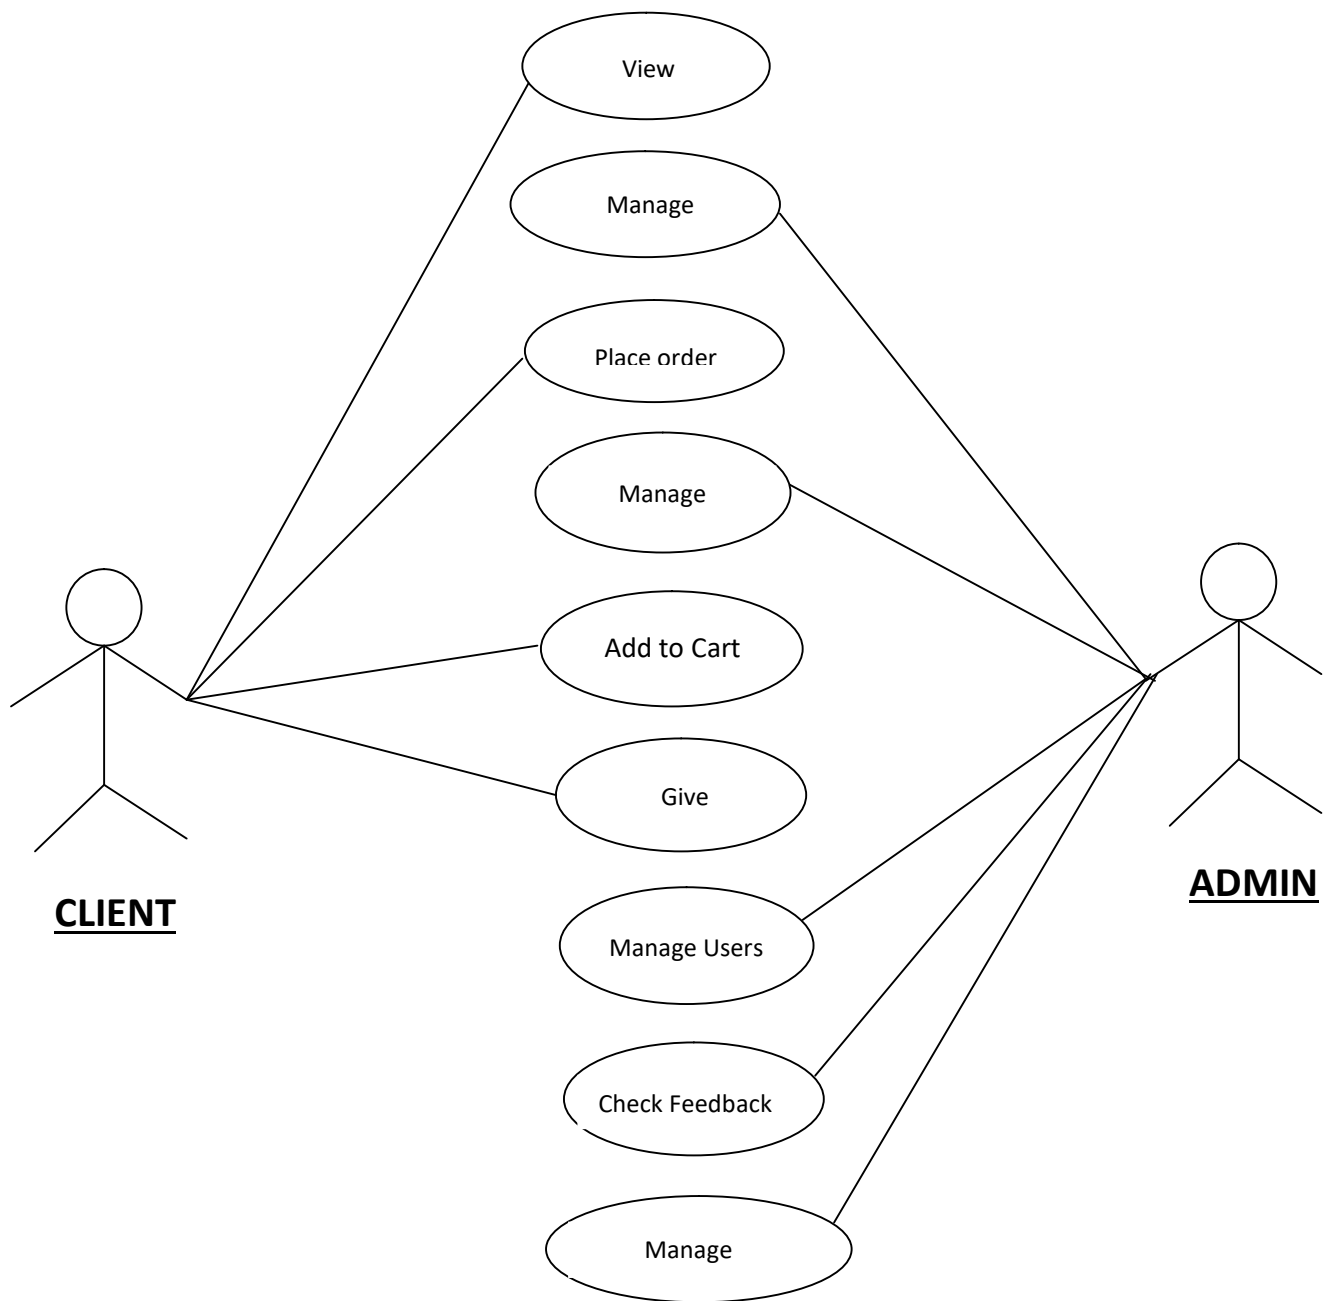 View
Manage
Place order
Manage
Add to Cart
Give
CLIENT
ADMIN
Manage Users
Check Feedback
Manage